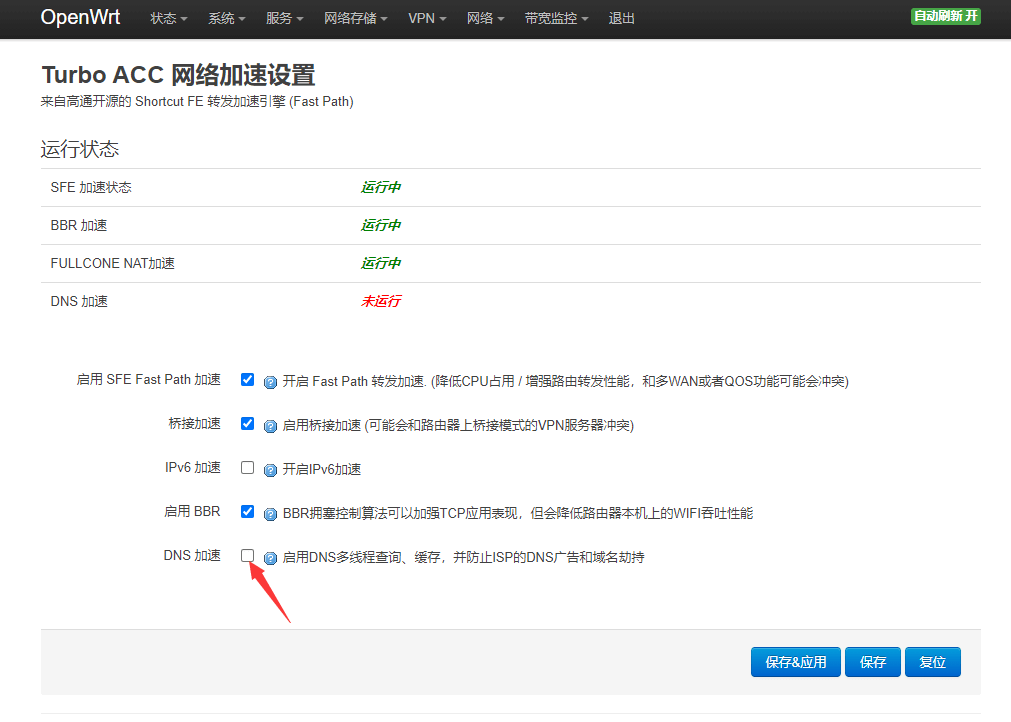 OpenWrt 状态 系统 服务 网络存储 VPN 网络 带宽监控 退出 自动刷新 开
Turbo ACC 网络加速设置
来自高通开源的 Shortcut FE 转发加速引擎 (Fast Path)
运行状态
SFE 加速状态 运行中
BBR 加速 运行中
FULLCONE NAT加速 运行中
DNS 加速 未运行
启用 SFE Fast Path 加速 开启 Fast Path 转发加速. (降低CPU占用 / 增强路由转发性能，和多WAN或者QOS功能可能会冲突)
桥接加速 启用桥接加速 (可能会和路由器上桥接模式的VPN服务器冲突)
IPv6 加速 开启IPv6加速
启用 BBR BBR拥塞控制算法可以加强TCP应用表现，但会降低路由器本机上的WIFI吞吐性能
DNS 加速 启用DNS多线程查询、缓存，并防止ISP的DNS广告和域名劫持
保存&应用 保存 复位